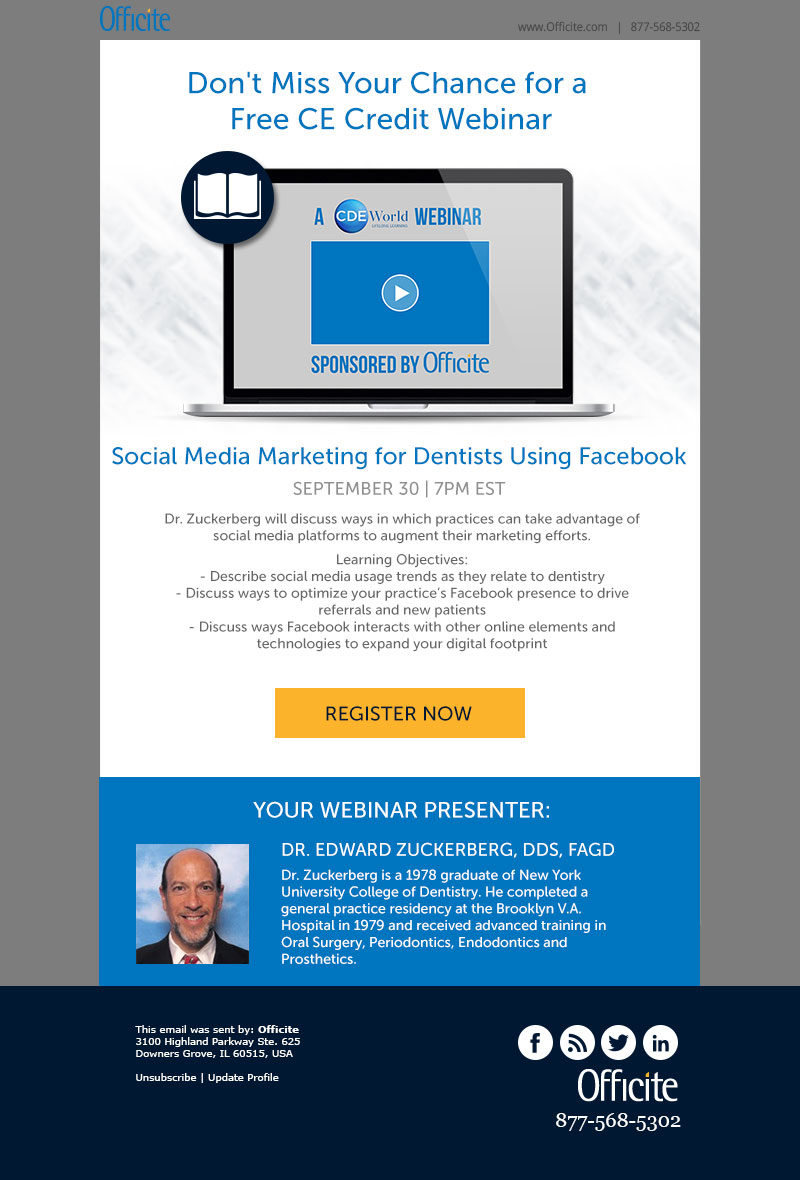 Officite
www.Officite.com | 877-568-5302
Don't Miss Your Chance for a
Free CE Credit Webinar
A CDEWorld WEBINAR
SPONSORED BY Officite
Social Media Marketing for Dentists Using Facebook
SEPTEMBER 30 | 7PM EST
Dr. Zuckerberg will discuss ways in which practices can take advantage of
social media platforms to augment their marketing efforts.
Learning Objectives:
- Describe social media usage trends as they relate to dentistry
- Discuss ways to optimize your practice's Facebook presence to drive
referrals and new patients
- Discuss ways Facebook interacts with other online elements and
technologies to expand your digital footprint
REGISTER NOW
YOUR WEBINAR PRESENTER:
DR. EDWARD ZUCKERBERG, DDS, FAGD
Dr. Zuckerberg is a 1978 graduate of New York
University College of Dentistry. He completed a
general practice residency at the Brooklyn V.A.
Hospital in 1979 and received advanced training in
Oral Surgery, Periodontics, Endodontics and
Prosthetics.
This email was sent by: Officite
3100 Highland Parkway Ste. 625
Downers Grove, IL 60515, USA
Unsubscribe | Update Profile
Officite
877-568-5302